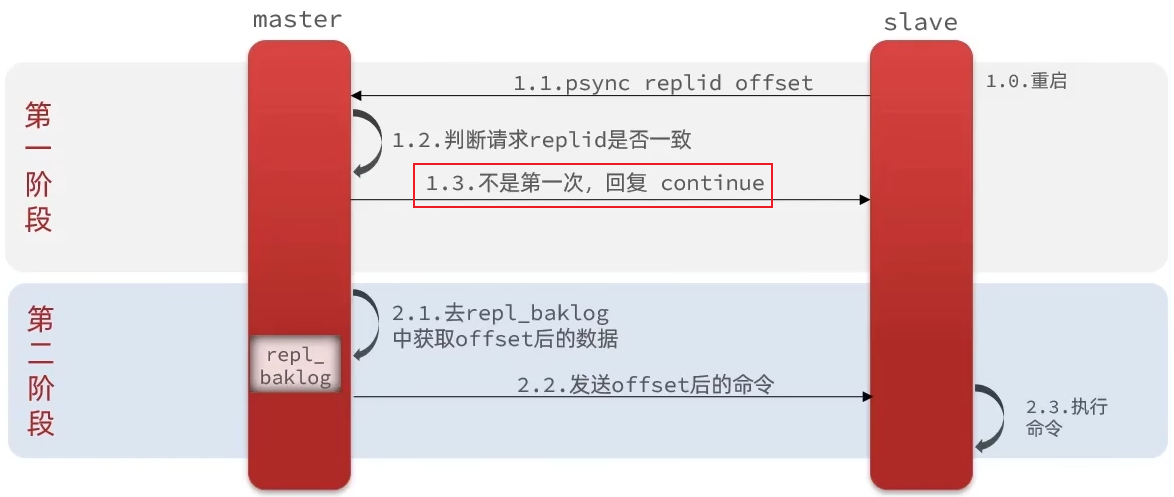 master
slave
第一阶段
1.0.重启
1.1.psync replid offset
1.2.判断请求replid是否一致
1.3.不是第一次，回复 continue
第二阶段
2.1.去repl_baklog
中获取offset后的数据
repl_
baklog
2.2.发送offset后的命令
2.3.执行
命令